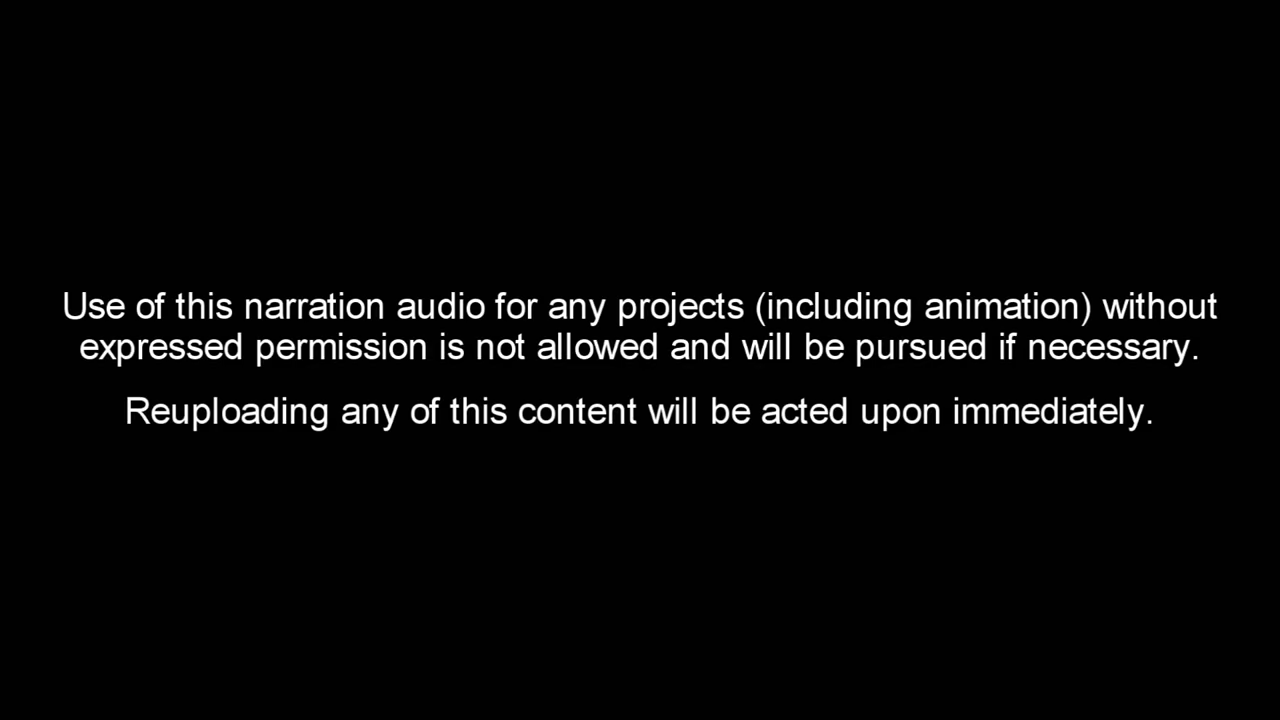 Use of this narration audio for any projects (including animation) without
expressed permission is not allowed and will be pursued if necessary.
Reuploading any of this content will be acted upon immediately.